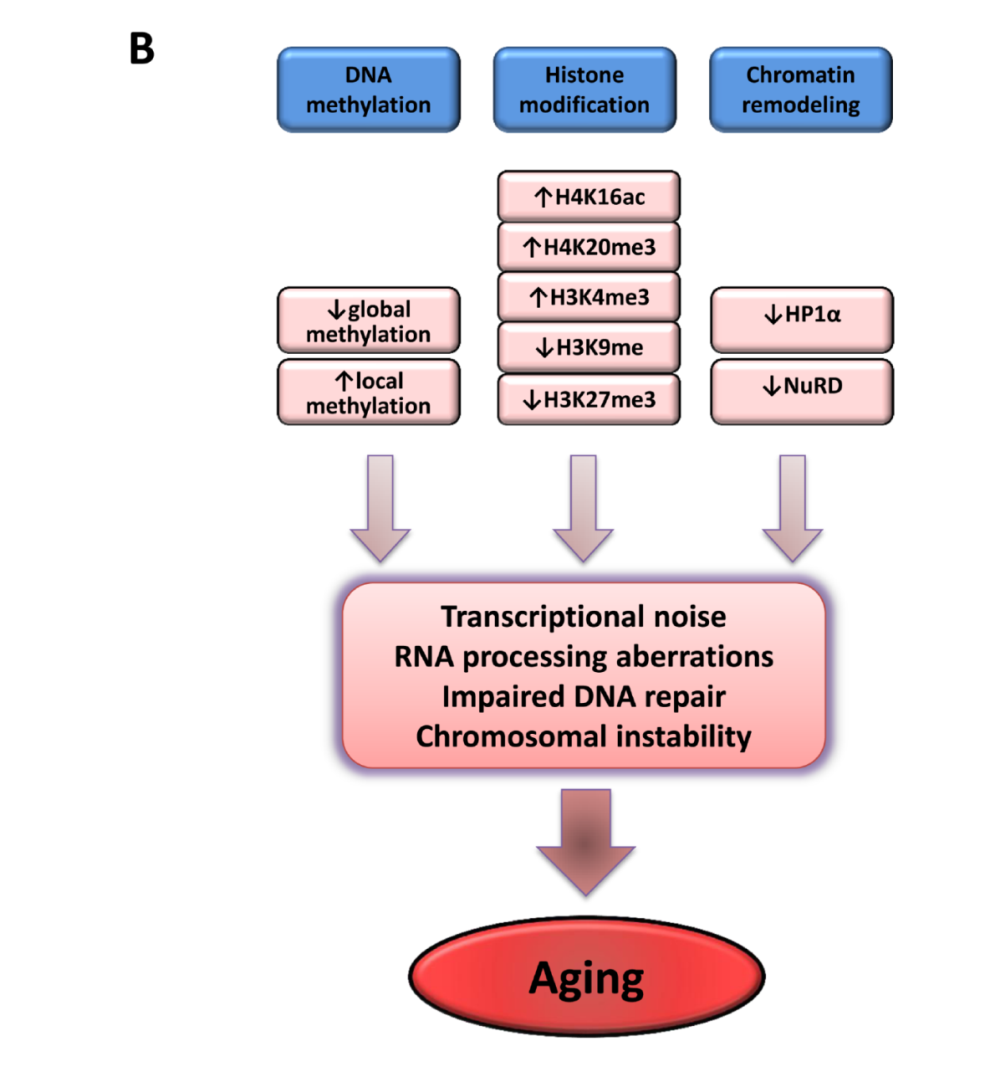 B
DNA
methylation
Histone
modification
Chromatin
remodeling
↓global
methylation
↑local
methylation
↑H4K16ac
↑H4K20me3
↑H3K4me3
↓H3K9me
↓H3K27me3
↓HP1α
↓NuRD
Transcriptional noise
RNA processing aberrations
Impaired DNA repair
Chromosomal instability
Aging